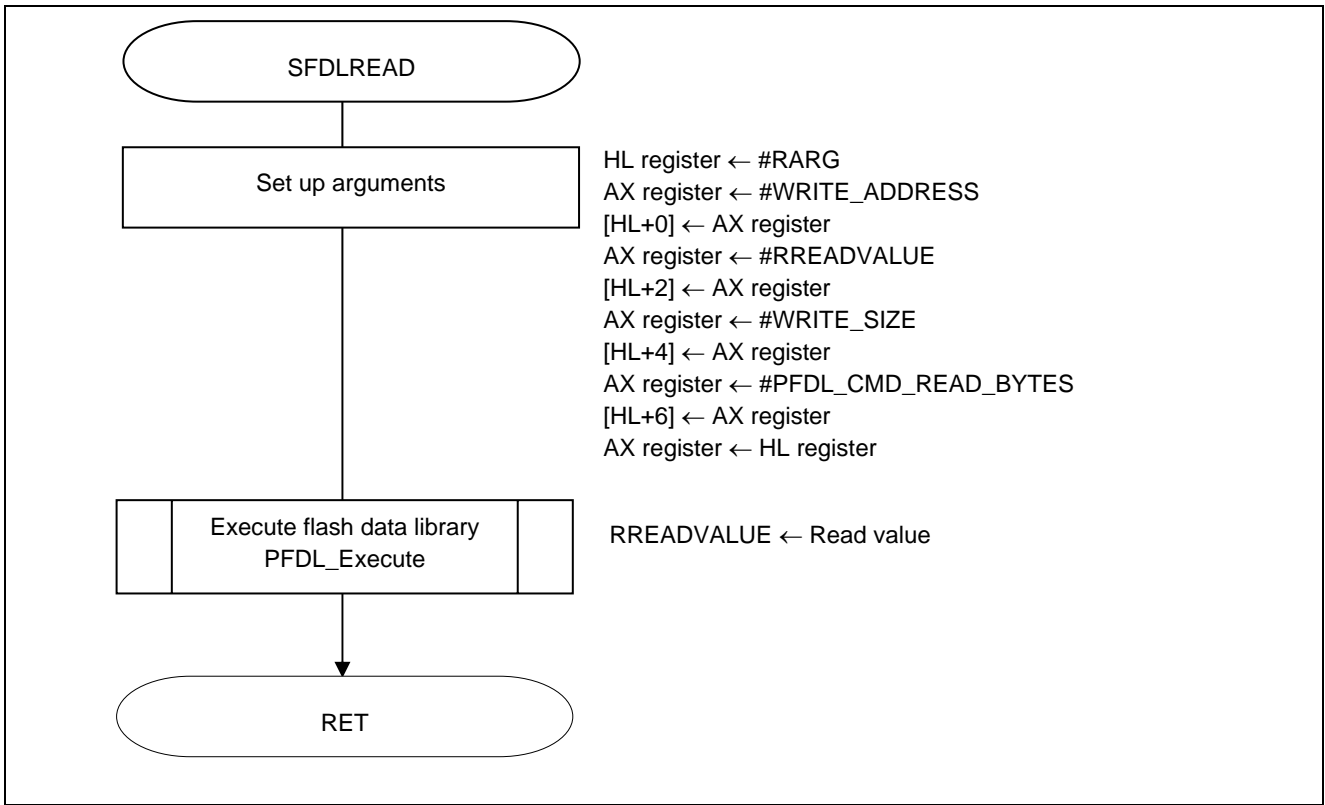 SFDLREAD
Set up arguments
HL register ← #RARG
AX register ← #WRITE_ADDRESS
[HL+0] ← AX register
AX register ← #RREADVALUE
[HL+2] ← AX register
AX register ← #WRITE_SIZE
[HL+4] ← AX register
AX register ← #PFDL_CMD_READ_BYTES
[HL+6] ← AX register
AX register ← HL register
Execute flash data library
PFDL_Execute
RREADVALUE ← Read value
RET